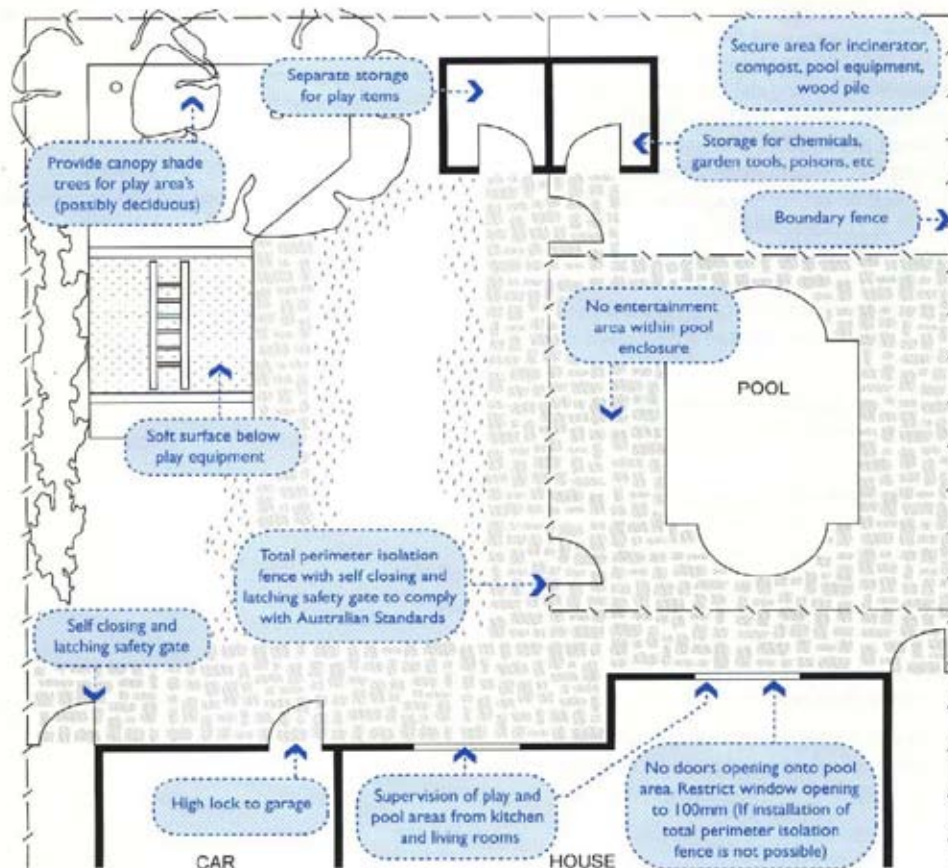 Separate storage
for play items
Secure area for incinerator,
compost, pool equipment,
wood pile
Provide canopy shade
trees for play area's
(possibly deciduous)
Storage for chemicals,
garden tools, poisons, etc
Boundary fence
No entertainment
area within pool
enclosure
POOL
Soft surface below
play equipment
Total perimeter isolation
fence with self closing and
latching safety gate to comply
with Australian Standards
Self closing and
latching safety gate
High lock to garage
Supervision of play and
pool areas from kitchen
and living rooms
No doors opening onto pool
area. Restrict window opening
to 100mm (If installation of
total perimeter isolation
fence is not possible)
CAR
HOUSE